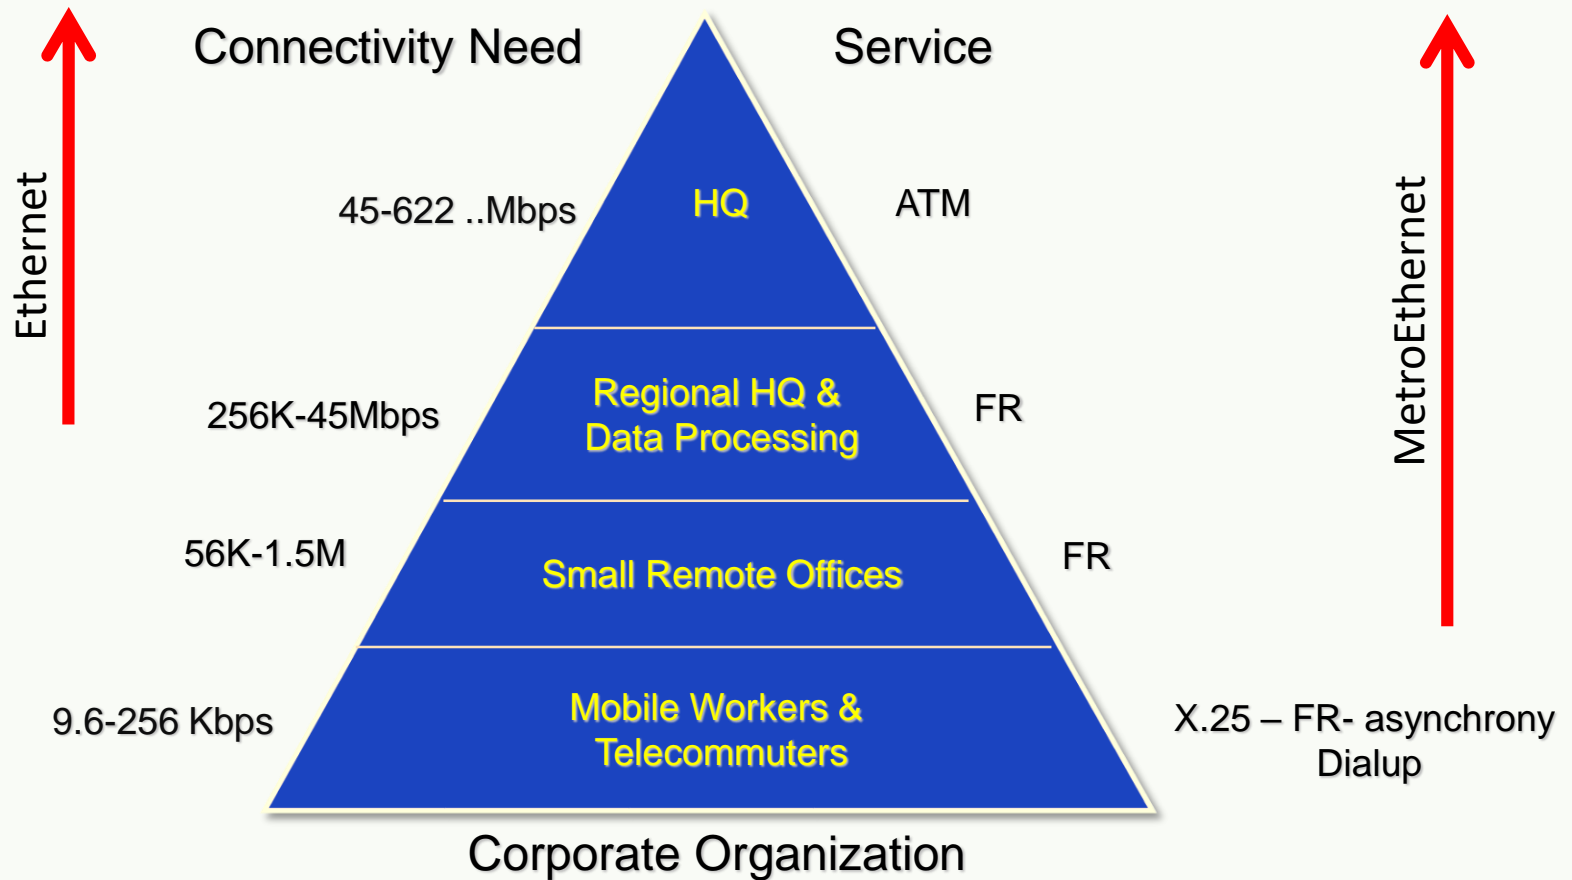 Connectivity Need
Service
Ethernet
MetroEthernet
45-622 ..Mbps
HQ
ATM
256K-45Mbps
Regional HQ &
Data Processing
FR
56K-1.5M
Small Remote Offices
FR
9.6-256 Kbps
Mobile Workers &
Telecommuters
X.25 – FR- asynchrony
Dialup
Corporate Organization